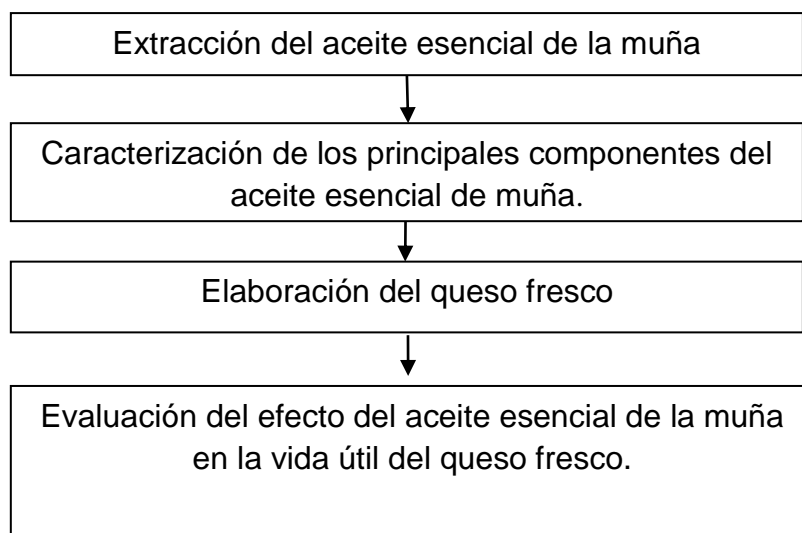 Extracción del aceite esencial de la muña
Caracterización de los principales componentes del
aceite esencial de muña.
Elaboración del queso fresco
Evaluación del efecto del aceite esencial de la muña
en la vida útil del queso fresco.